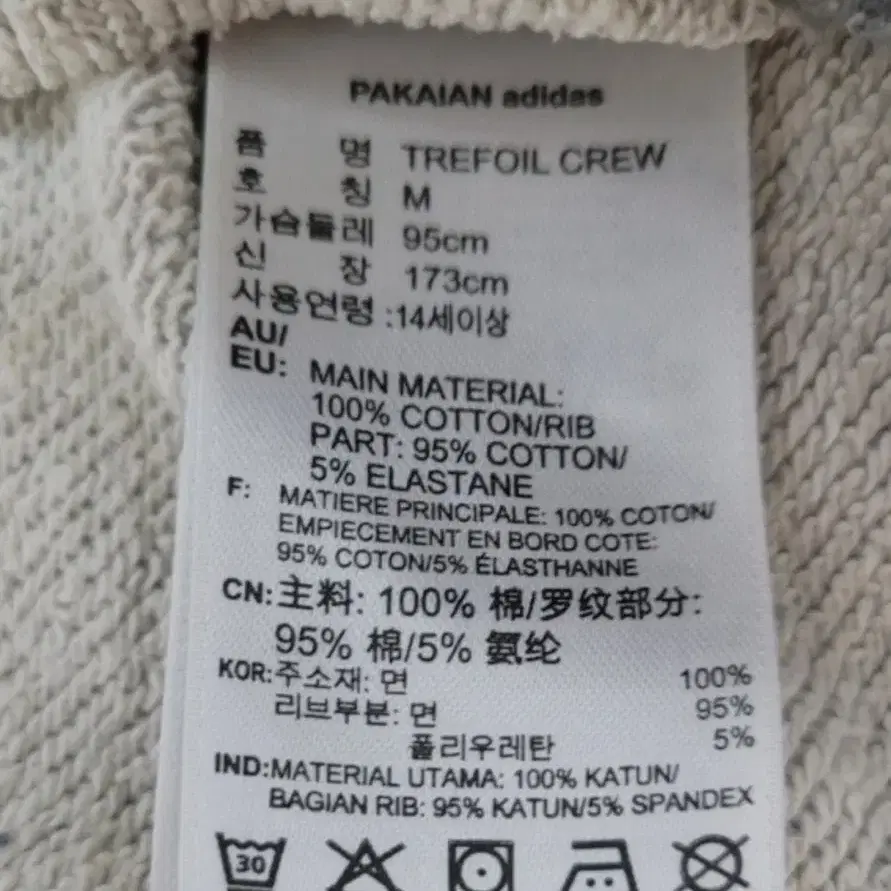 PAKAIAN adidas
품 명 TREFOIL CREW
호 칭 M
가슴둘레 95cm
신 장 173cm
사용연령 :14세이상
AU/
EU: MAIN MATERIAL:
100% COTTON/RIB
PART: 95% COTTON/
5% ELASTANE
F: MATIERE PRINCIPALE: 100% COTON/
EMPIECEMENT EN BORD COTE:
95% COTON/5% ÉLASTHANNE
CN:主料: 100% 棉/罗纹部分:
95% 棉/5% 氨纶
KOR:주소재: 면 100%
리브부분: 면 95%
폴리우레탄 5%
IND:MATERIAL UTAMA: 100% KATUN/
BAGIAN RIB: 95% KATUN/5% SPANDEX
30